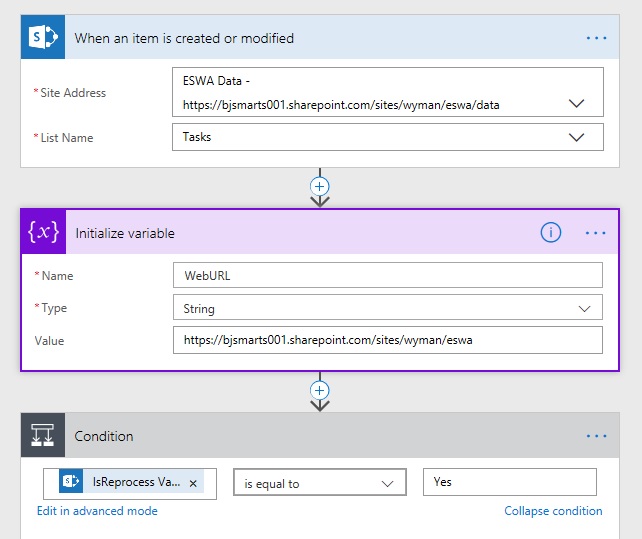 When an item is created or modified
* Site Address
ESWA Data -
https://bjsmarts001.sharepoint.com/sites/wyman/eswa/data
* List Name
Tasks
{x} Initialize variable
* Name
WebURL
* Type
String
Value
https://bjsmarts001.sharepoint.com/sites/wyman/eswa
Condition
IsReprocess Va... ×
is equal to
Yes
Edit in advanced mode
Collapse condition